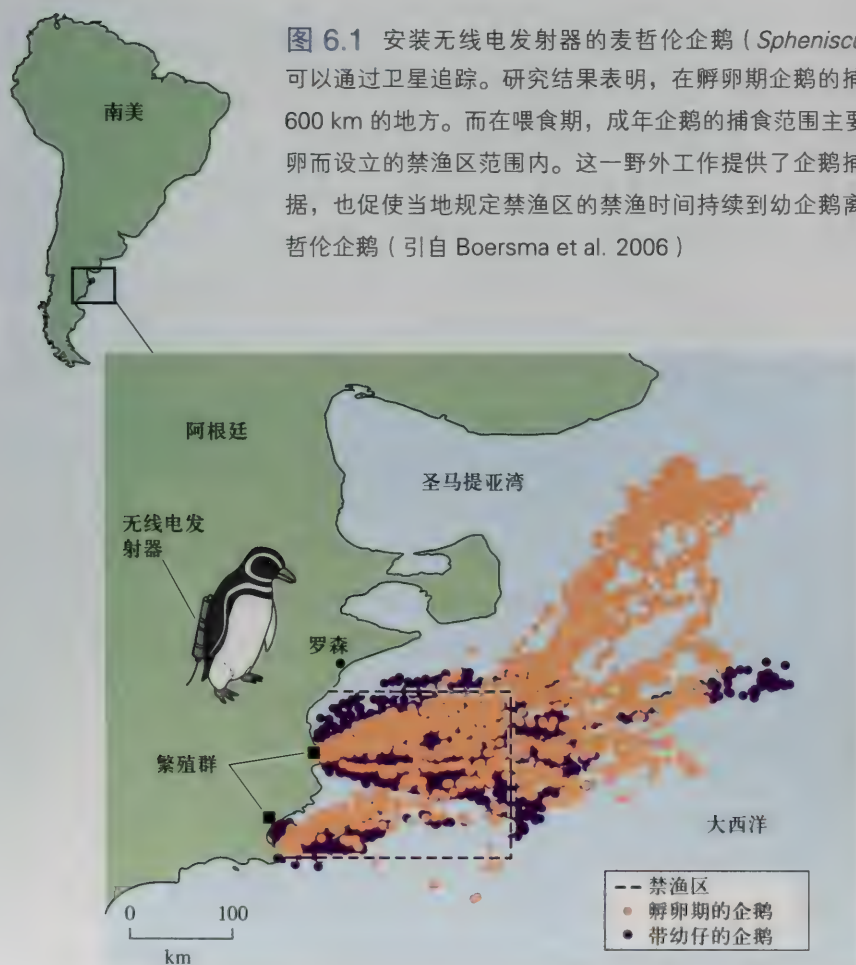 图 6.1 安装无线电发射器的麦哲伦企鹅（Spheniscu
可以通过卫星追踪。研究结果表明，在孵卵期企鹅的捕
600 km 的地方。而在喂食期，成年企鹅的捕食范围主要
卵而设立的禁渔区范围内。这一野外工作提供了企鹅捕
据，也促使当地规定禁渔区的禁渔时间持续到幼企鹅离
哲伦企鹅（引自 Boersma et al. 2006）
南美
阿根廷
圣马提亚湾
无线电发
射器
罗森
繁殖群
大西洋
禁渔区
孵卵期的企鹅
带幼仔的企鹅
0 100
km